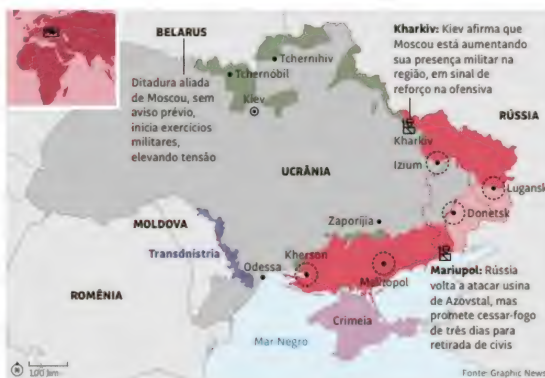 BELARUS
Ditadura aliada
de Moscou, sem
aviso prévio,
inicia exercícios
militares,
elevando tensão
Tchernihiv
Tchernóbil
Kiev
Kharkiv: Kiev afirma que
Moscou está aumentando
sua presença militar na
região, em sinal de
reforço na ofensiva
RÚSSIA
Kharkiv
Izium
UCRÂNIA
Lugansk
Donetsk
MOLDOVA
Zaporíjia
Transdnístria
Kherson
Odessa
Melitopol
Mariupol: Rússia
volta a atacar usina
de Azovstal, mas
promete cessar-fogo
de três dias para
retirada de civis
ROMÊNIA
Crimeia
Mar Negro
100 km
Fonte: Graphic News